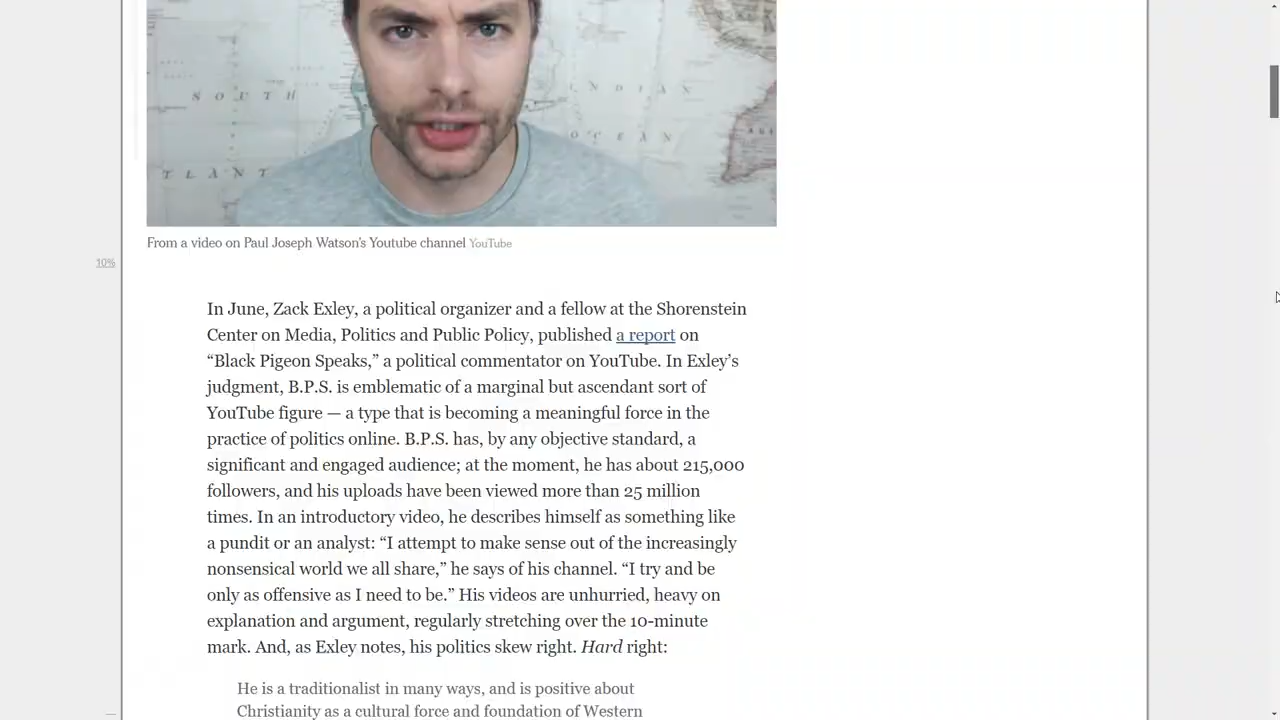 SOUTH
INDIAN
OCEAN
TLANT
From a video on Paul Joseph Watson's Youtube channel YouTube
10%
In June, Zack Exley, a political organizer and a fellow at the Shorenstein
Center on Media, Politics and Public Policy, published a report on
“Black Pigeon Speaks,” a political commentator on YouTube. In Exley’s
judgment, B.P.S. is emblematic of a marginal but ascendant sort of
YouTube figure — a type that is becoming a meaningful force in the
practice of politics online. B.P.S. has, by any objective standard, a
significant and engaged audience; at the moment, he has about 215,000
followers, and his uploads have been viewed more than 25 million
times. In an introductory video, he describes himself as something like
a pundit or an analyst: “I attempt to make sense out of the increasingly
nonsensical world we all share,” he says of his channel. “I try and be
only as offensive as I need to be.” His videos are unhurried, heavy on
explanation and argument, regularly stretching over the 10-minute
mark. And, as Exley notes, his politics skew right. Hard right:
He is a traditionalist in many ways, and is positive about
Christianity as a cultural force and foundation of Western